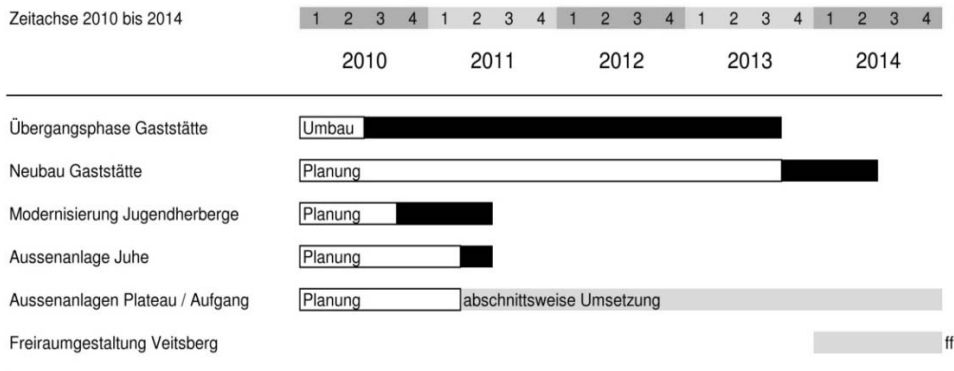 Zeitachse 2010 bis 2014 1 2 3 4 1 2 3 4 1 2 3 4 1 2 3 4 1 2 3 4
2010 2011 2012 2013 2014
Übergangsphase Gaststätte Umbau
Neubau Gaststätte Planung
Modernisierung Jugendherberge Planung
Aussenanlage Juhe Planung
Aussenanlagen Plateau / Aufgang Planung abschnittsweise Umsetzung
Freiraumgestaltung Veitsberg ff